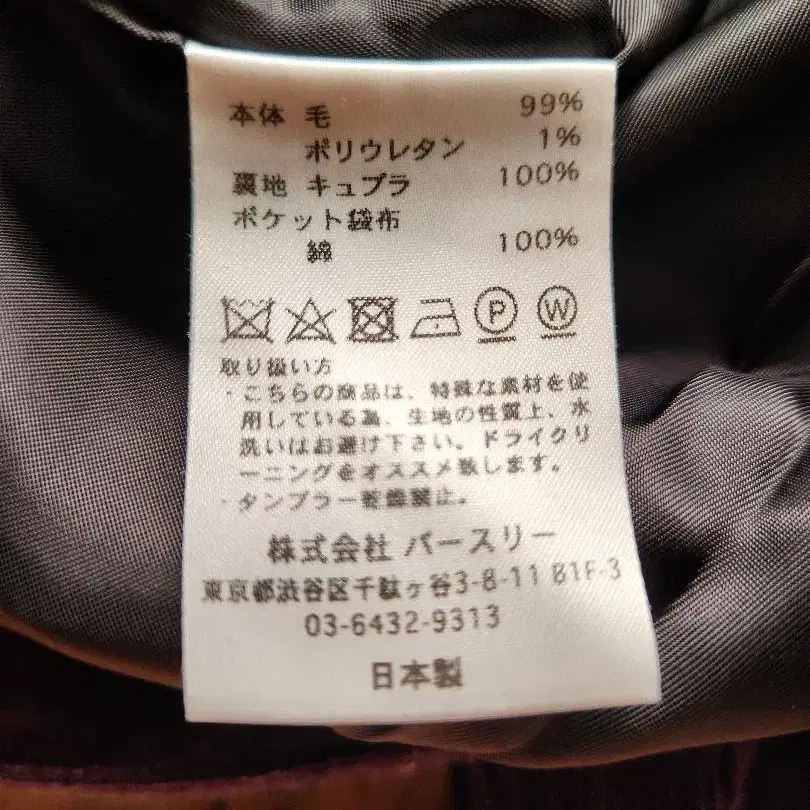 本体 毛 99%
ポリウレタン 1%
裏地 キュプラ 100%
ポケット袋布
綿 100%
P W
取り扱い方
・こちらの商品は、特殊な素材を使
用している為、生地の性質上、水
洗いはお避け下さい。ドライクリ
ーニングをオススメ致します。
・タンブラー乾燥禁止。
株式会社 バースリー
東京都渋谷区千駄ヶ谷3-8-11 B1F-3
03-6432-9313
日本製